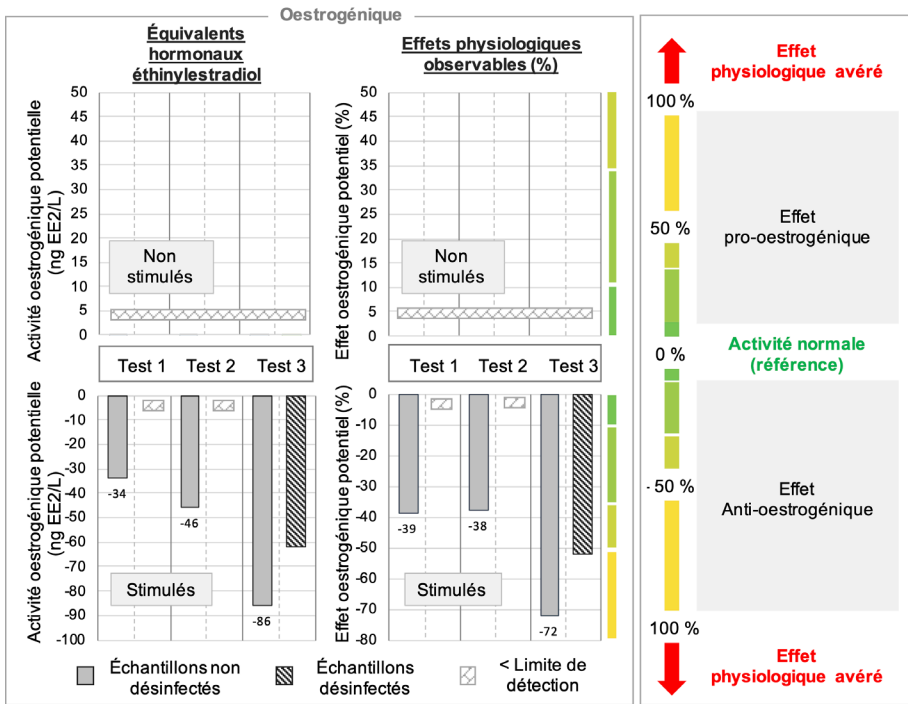 Oestrogénique
Équivalents
hormonaux
éthinylestradiol
Effets physiologiques
observables (%)
Activité oestrogénique potentielle
(ng EE2/L)
50
45
40
35
30
25
20
15
10
5
0
Non
stimulés
Effet oestrogénique potentiel (%)
50
45
40
35
30
25
20
15
10
5
0
Non
stimulés
Test 1 Test 2 Test 3
Test 1 Test 2 Test 3
Activité oestrogénique potentielle
(ng EE2/L)
0
-10
-20
-30
-40
-50
-60
-70
-80
-90
-100
-34
-46
-86
Stimulés
Effet oestrogénique potentiel (%)
0
-10
-20
-30
-40
-50
-60
-70
-80
-39
-38
-72
Stimulés
Échantillons non
désinfectés
Échantillons
désinfectés
< Limite de
détection
Effet
physiologique avéré
100 %
Effet
pro-oestrogénique
50 %
0 %
Activité normale
(référence)
- 50 %
Effet
Anti-oestrogénique
100 %
Effet
physiologique avéré